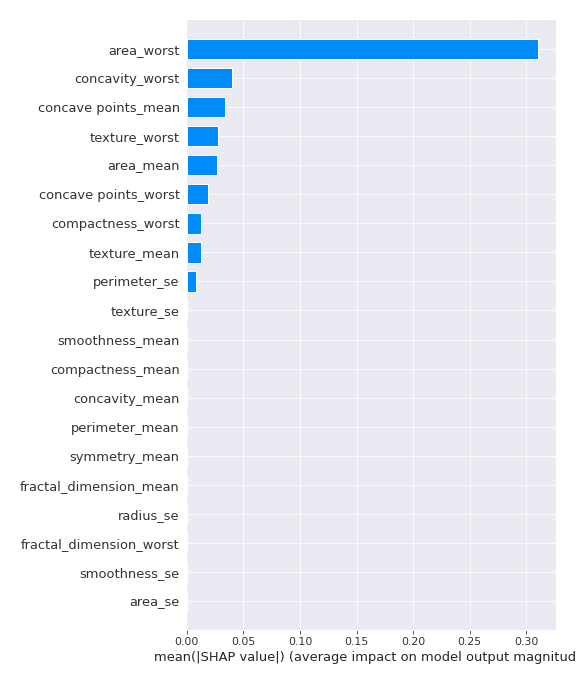 area_worst
concavity_worst
concave points_mean
texture_worst
area_mean
concave points_worst
compactness_worst
texture_mean
perimeter_se
texture_se
smoothness_mean
compactness_mean
concavity_mean
perimeter_mean
symmetry_mean
fractal_dimension_mean
radius_se
fractal_dimension_worst
smoothness_se
area_se
0.00 0.05 0.10 0.15 0.20 0.25 0.30
mean(|SHAP value|) (average impact on model output magnitud